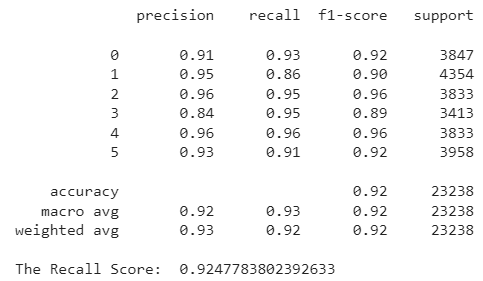 precision recall f1-score support
0 0.91 0.93 0.92 3847
1 0.95 0.86 0.90 4354
2 0.96 0.95 0.96 3833
3 0.84 0.95 0.89 3413
4 0.96 0.96 0.96 3833
5 0.93 0.91 0.92 3958
accuracy 0.92 23238
macro avg 0.92 0.93 0.92 23238
weighted avg 0.93 0.92 0.92 23238
The Recall Score: 0.9247783802392633